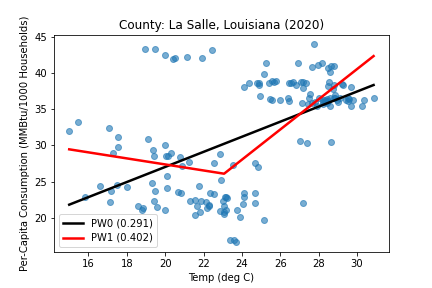 County: La Salle, Louisiana (2020)
Per-Capita Consumption (MMBtu/1000 Households)
45
40
35
30
25
20
PW0 (0.291)
PW1 (0.402)
16 18 20 22 24 26 28 30
Temp (deg C)